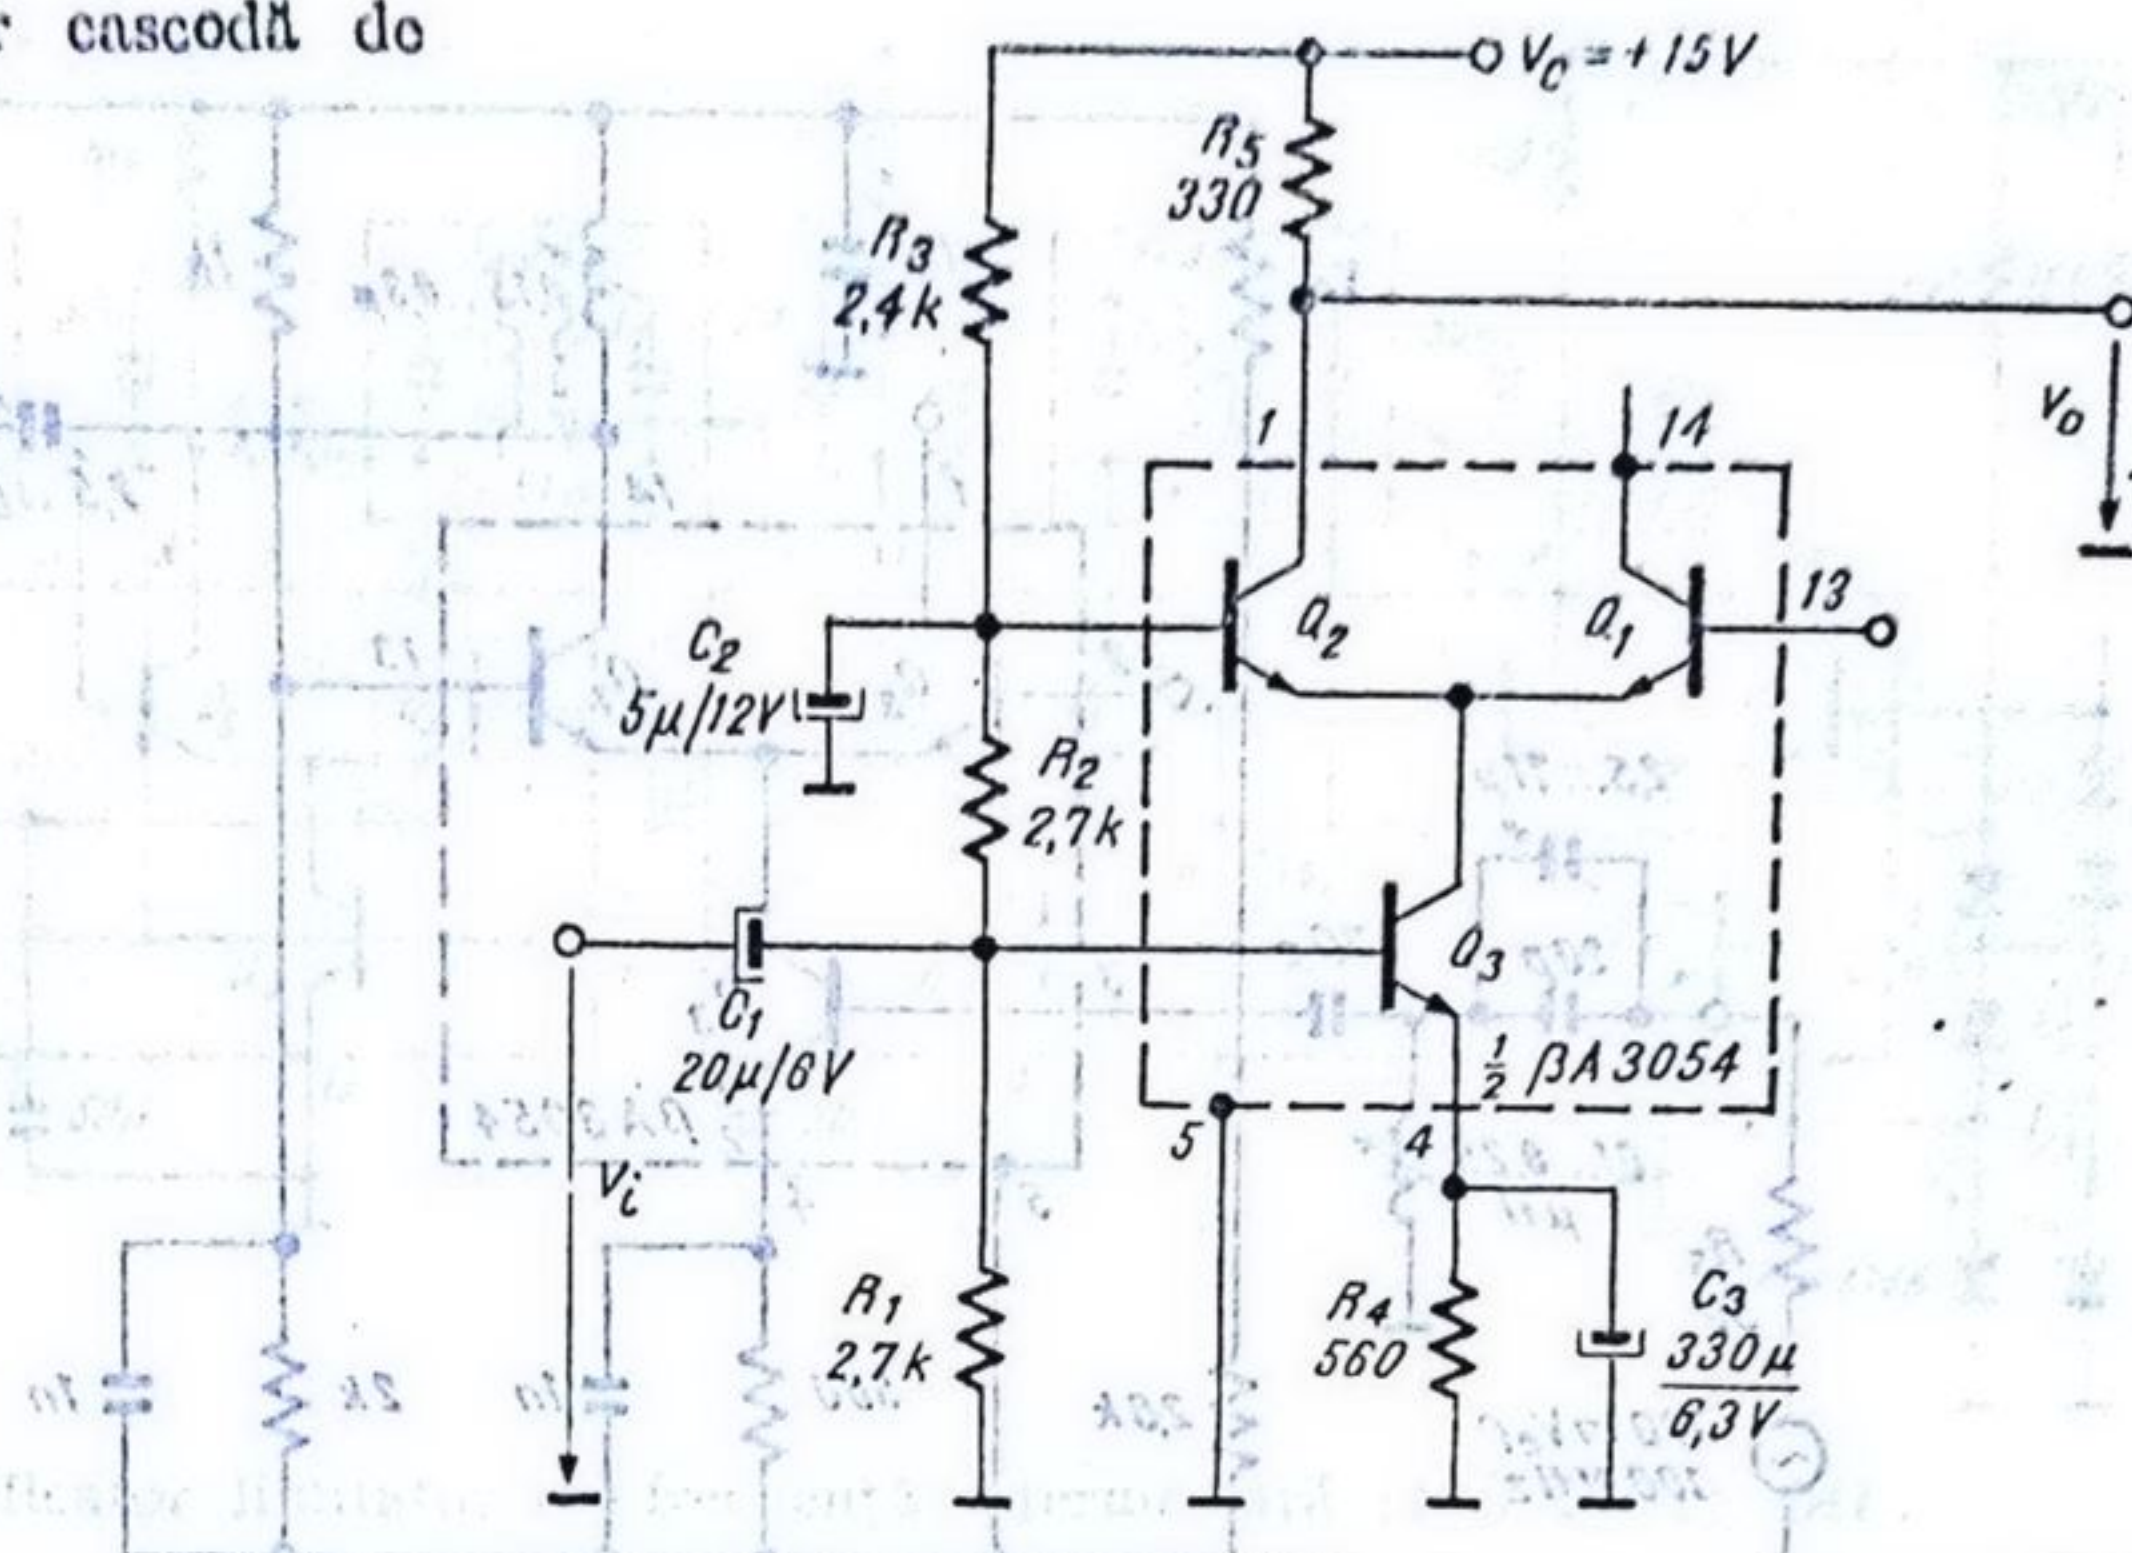 r cascodă de
V_C = +15V
R5
330
R3
2,4k
1
14
Vo
13
Q2
Q1
C2
5µ/12V
R2
2,7k
Q3
C1
20µ/6V
1/2 βA3054
5
4
Vi
R1
2,7k
R4
560
C3
330µ
6,3V